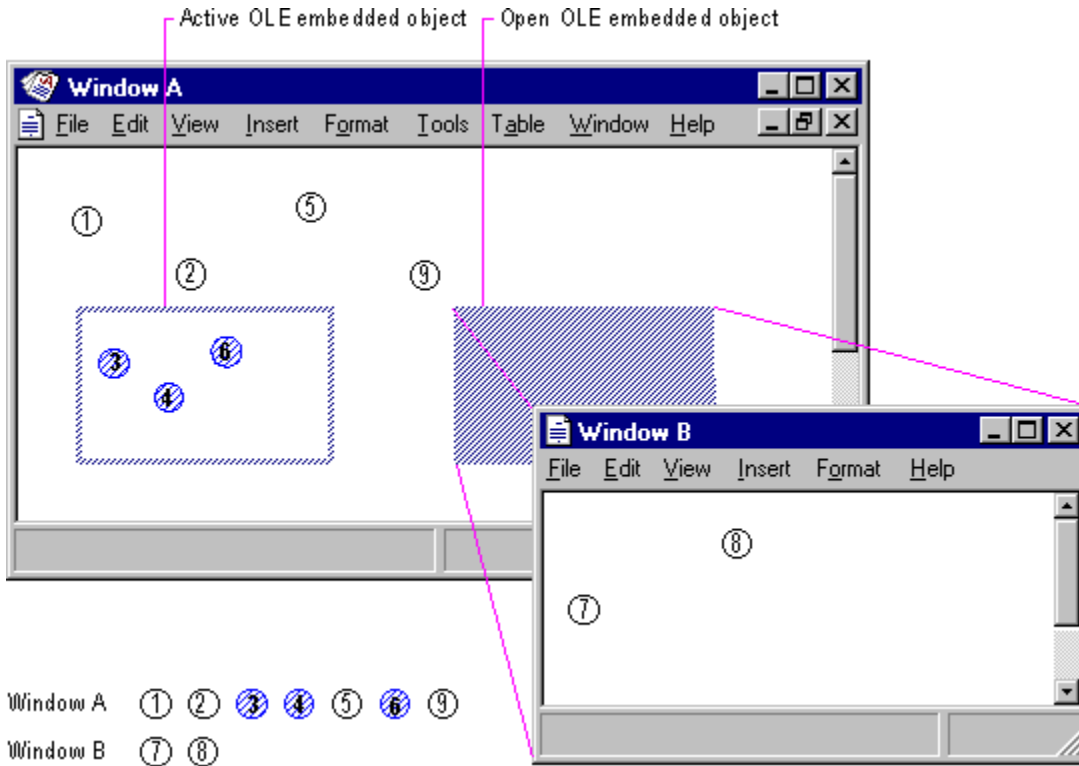 Active OLE embedded object
Open OLE embedded object
Window A
File Edit View Insert Format Tools Table Window Help
1
5
2
9
3
6
4
Window B
File Edit View Insert Format Help
8
7
Window A 1 2 3 4 5 6 9
Window B 7 8